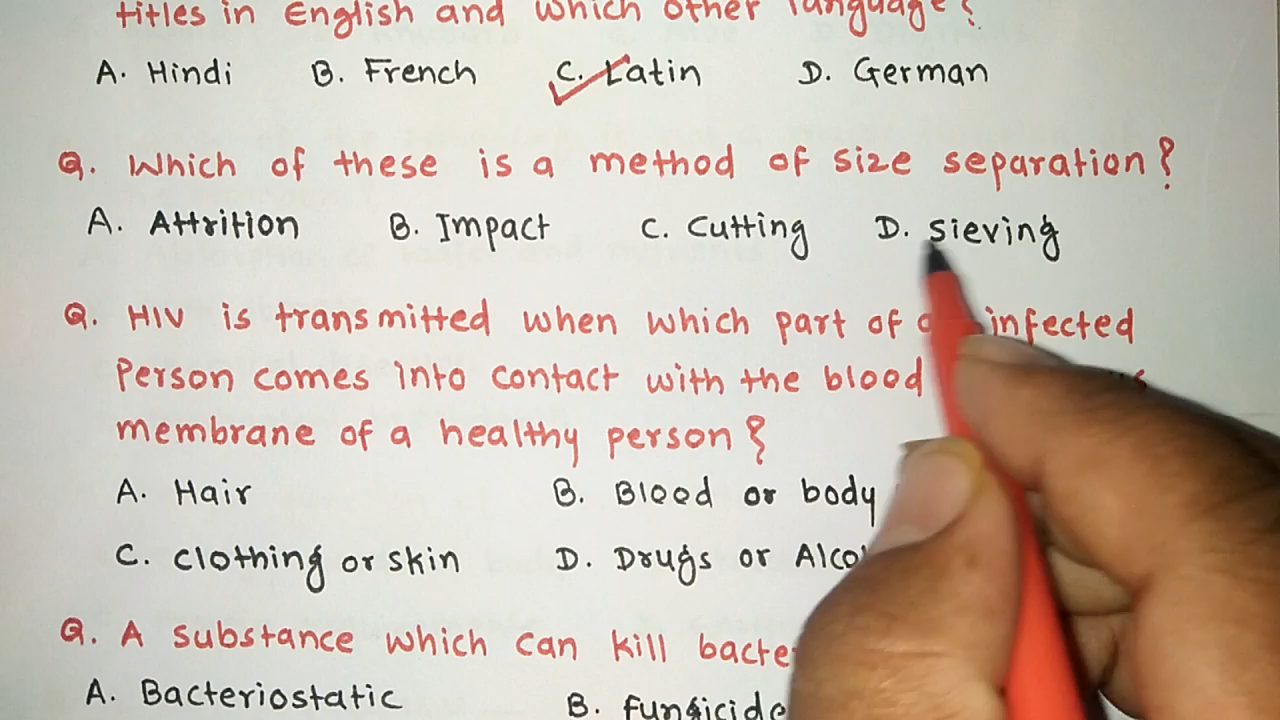 titles in English and which other language?
A. Hindi B. French C. Latin D. German
Q. Which of these is a method of size separation?
A. Attrition B. Impact C. Cutting D. Sieving
Q. HIV is transmitted when which part of infected
Person comes into contact with the blood
membrane of a healthy person?
A. Hair B. Blood or body
C. Clothing or skin D. Drugs or
Q. A substance which can kill
A. Bacteriostatic B. Fungicide